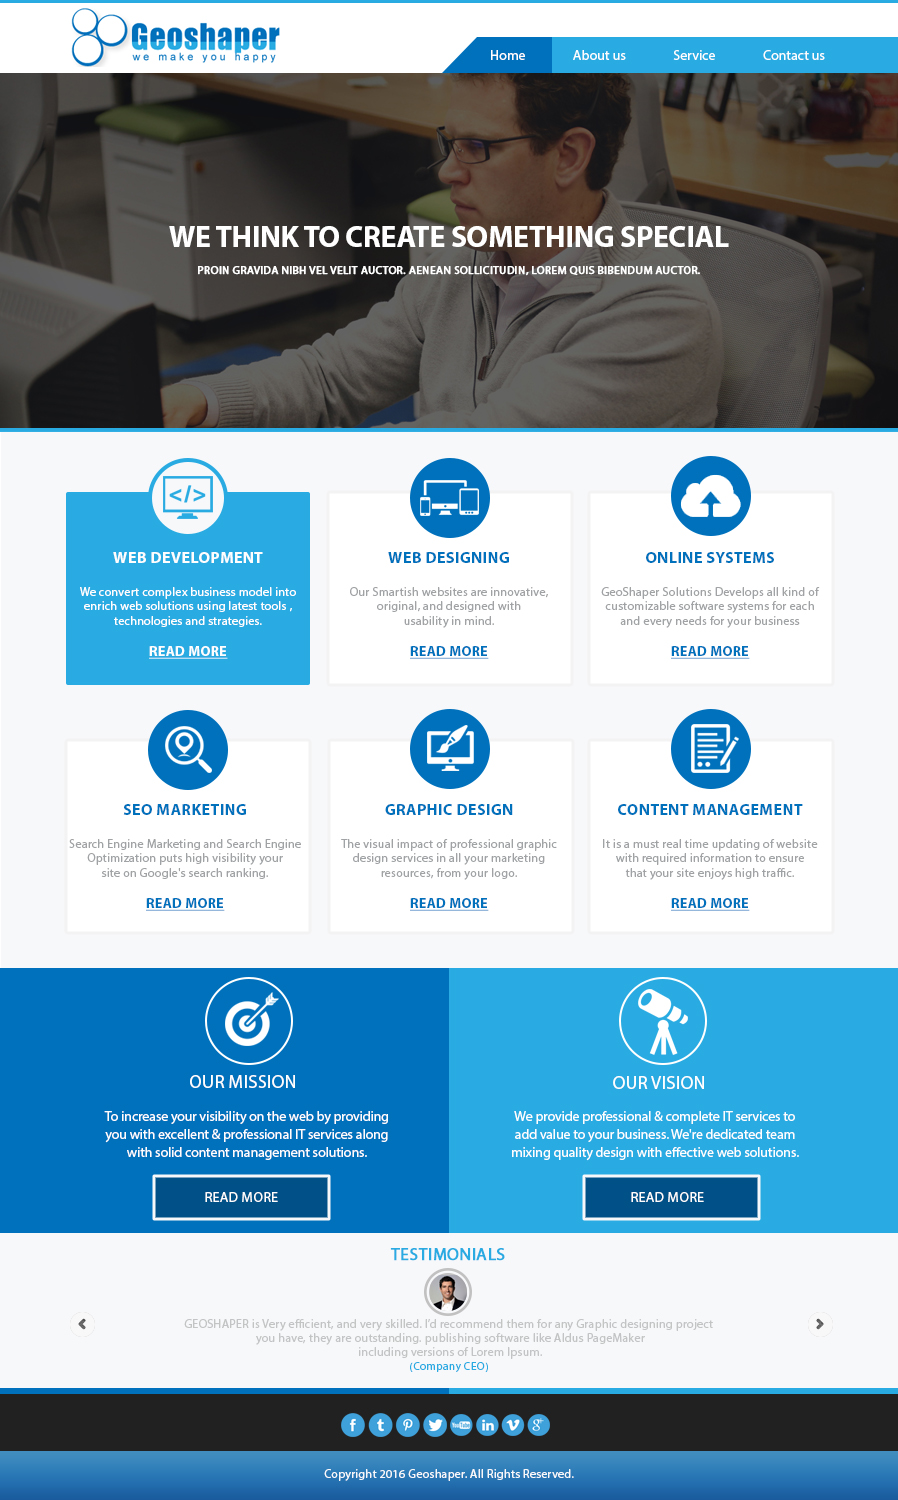 Geoshaper
we make you happy
Home About us Service Contact us
WE THINK TO CREATE SOMETHING SPECIAL
PROIN GRAVIDA NIBH VEL VELIT AUCTOR. AENEAN SOLLICITUDIN, LOREM QUIS BIBENDUM AUCTOR.
</>
WEB DEVELOPMENT
We convert complex business model into
enrich web solutions using latest tools ,
technologies and strategies.
READ MORE
WEB DESIGNING
Our Smartish websites are innovative,
original, and designed with
usability in mind.
READ MORE
ONLINE SYSTEMS
GeoShaper Solutions Develops all kind of
customizable software systems for each
and every needs for your business
READ MORE
SEO MARKETING
Search Engine Marketing and Search Engine
Optimization puts high visibility your
site on Google's search ranking.
READ MORE
GRAPHIC DESIGN
The visual impact of professional graphic
design services in all your marketing
resources, from your logo.
READ MORE
CONTENT MANAGEMENT
It is a must real time updating of website
with required information to ensure
that your site enjoys high traffic.
READ MORE
OUR MISSION
To increase your visibility on the web by providing
you with excellent & professional IT services along
with solid content management solutions.
READ MORE
OUR VISION
We provide professional & complete IT services to
add value to your business. We're dedicated team
mixing quality design with effective web solutions.
READ MORE
TESTIMONIALS
GEOSHAPER is Very efficient, and very skilled. I'd recommend them for any Graphic designing project
you have, they are outstanding. publishing software like Aldus PageMaker
including versions of Lorem Ipsum.
(Company CEO)
f t p YouTube in v g+
Copyright 2016 Geoshaper. All Rights Reserved.